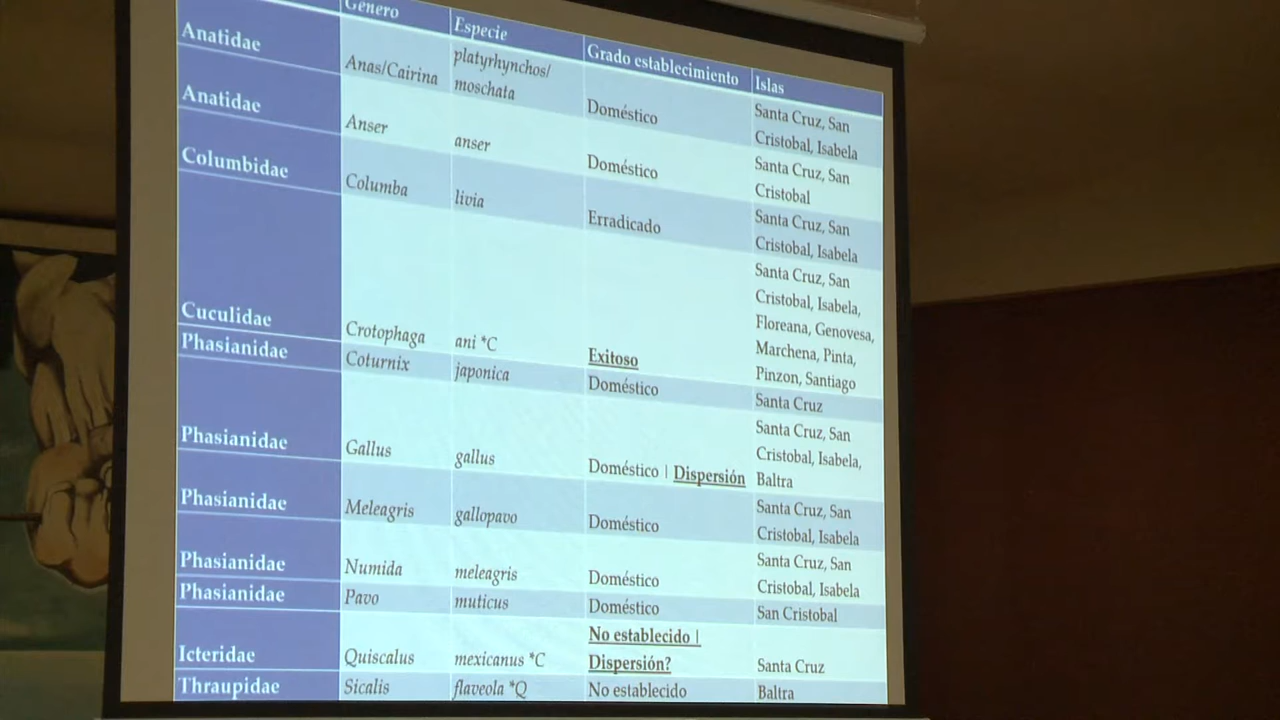 Género Especie Grado establecimiento Islas
Anatidae Anas/Cairina platyrhynchos/
moschata Doméstico Santa Cruz, San
Cristobal, Isabela
Anatidae Anser anser Doméstico Santa Cruz, San
Cristobal
Columbidae Columba livia Erradicado Santa Cruz, San
Cristobal, Isabela
Santa Cruz, San
Cristobal, Isabela,
Floreana, Genovesa,
Marchena, Pinta,
Cuculidae Crotophaga ani *C Exitoso Pinzon, Santiago
Phasianidae Coturnix japonica Doméstico Santa Cruz
Santa Cruz, San
Cristobal, Isabela,
Phasianidae Gallus gallus Doméstico | Dispersión Baltra
Santa Cruz, San
Phasianidae Meleagris gallopavo Doméstico Cristobal, Isabela
Santa Cruz, San
Phasianidae Numida meleagris Doméstico Cristobal, Isabela
Phasianidae Pavo muticus Doméstico San Cristobal
No establecido |
Icteridae Quiscalus mexicanus *C Dispersión? Santa Cruz
Thraupidae Sicalis flaveola *Q No establecido Baltra